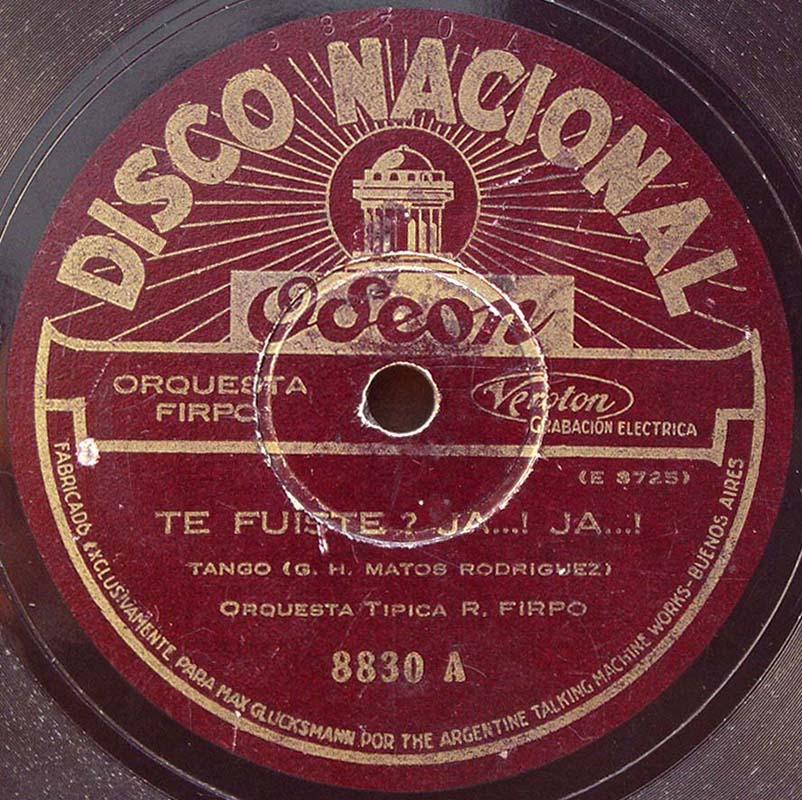 DISCO NACIONAL
Odeon
ORQUESTA
FIRPO
Veroton
GRABACIÓN ELECTRICA
(E 3725)
TE FUISTE ? JA...! JA...!
TANGO (G. H. MATOS RODRIGUEZ)
ORQUESTA TIPICA R. FIRPO
8830 A
FABRICADO EXCLUSIVAMENTE PARA MAX GLUCKSMANN POR THE ARGENTINE TALKING MACHINE WORKS-BUENOS AIRES